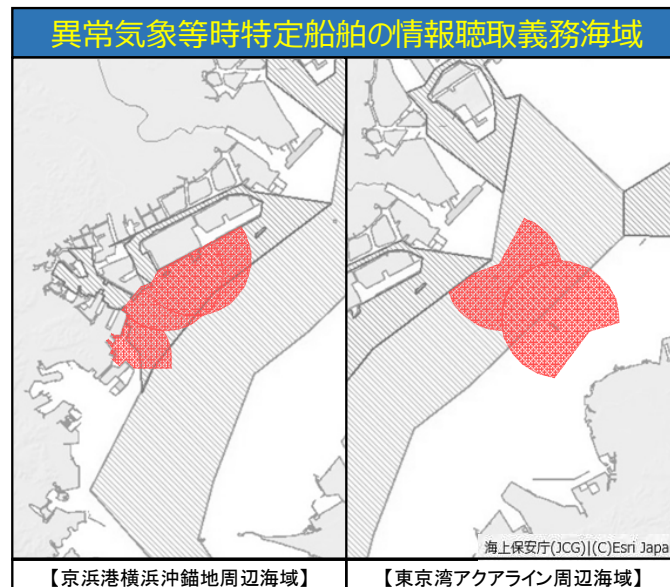 異常気象等時特定船舶の情報聴取義務海域
海上保安庁(JCG)|(C)Esri Japa
【京浜港横浜沖錨地周辺海域】
【東京湾アクアライン周辺海域】